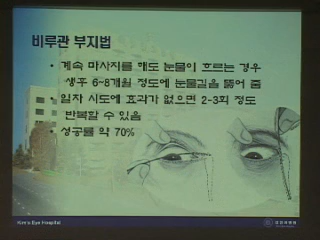 비루관 부지법
• 계속 마사지를 해도 눈물이 흐르는 경우
생후 6~8개월 정도에 눈물길을 뚫어 줌
• 일차 시도에 효과가 없으면 2-3회 정도
반복할 수 있음
• 성공률 약 70%
Kim's Eye Hospital